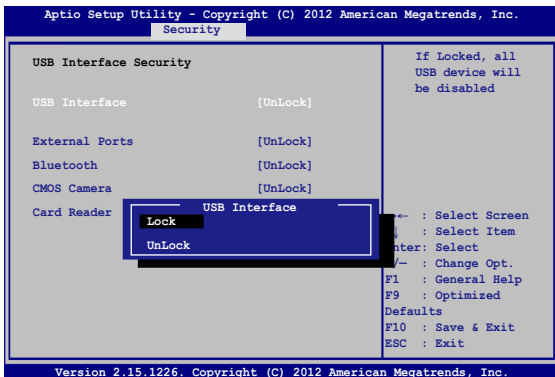 Aptio Setup Utility - Copyright (C) 2012 American Megatrends, Inc.
Security
USB Interface Security
USB Interface [UnLock]
External Ports [UnLock]
Bluetooth [UnLock]
CMOS Camera [UnLock]
Card Reader
USB Interface
Lock
UnLock
If Locked, all
USB device will
be disabled
: Select Screen
: Select Item
: Select
: Change Opt.
F1 : General Help
F9 : Optimized
Defaults
F10 : Save & Exit
ESC : Exit
Version 2.15.1226. Copyright (C) 2012 American Megatrends, Inc.